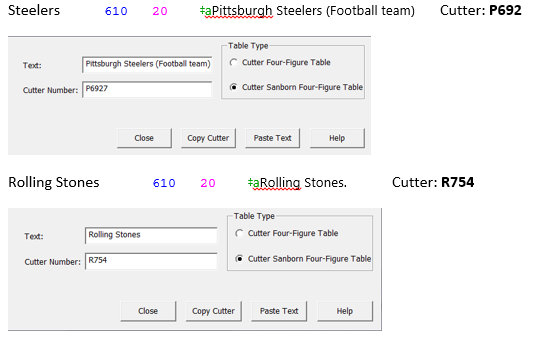 Steelers 610 20 ‡aPittsburgh Steelers (Football team) Cutter: P692
Table Type
Text: Pittsburgh Steelers (Football team)
Cutter Four-Figure Table
Cutter Number: P6927
Cutter Sanborn Four-Figure Table
Close Copy Cutter Paste Text Help
Rolling Stones 610 20 ‡aRolling Stones. Cutter: R754
Table Type
Text: Rolling Stones
Cutter Four-Figure Table
Cutter Number: R754
Cutter Sanborn Four-Figure Table
Close Copy Cutter Paste Text Help